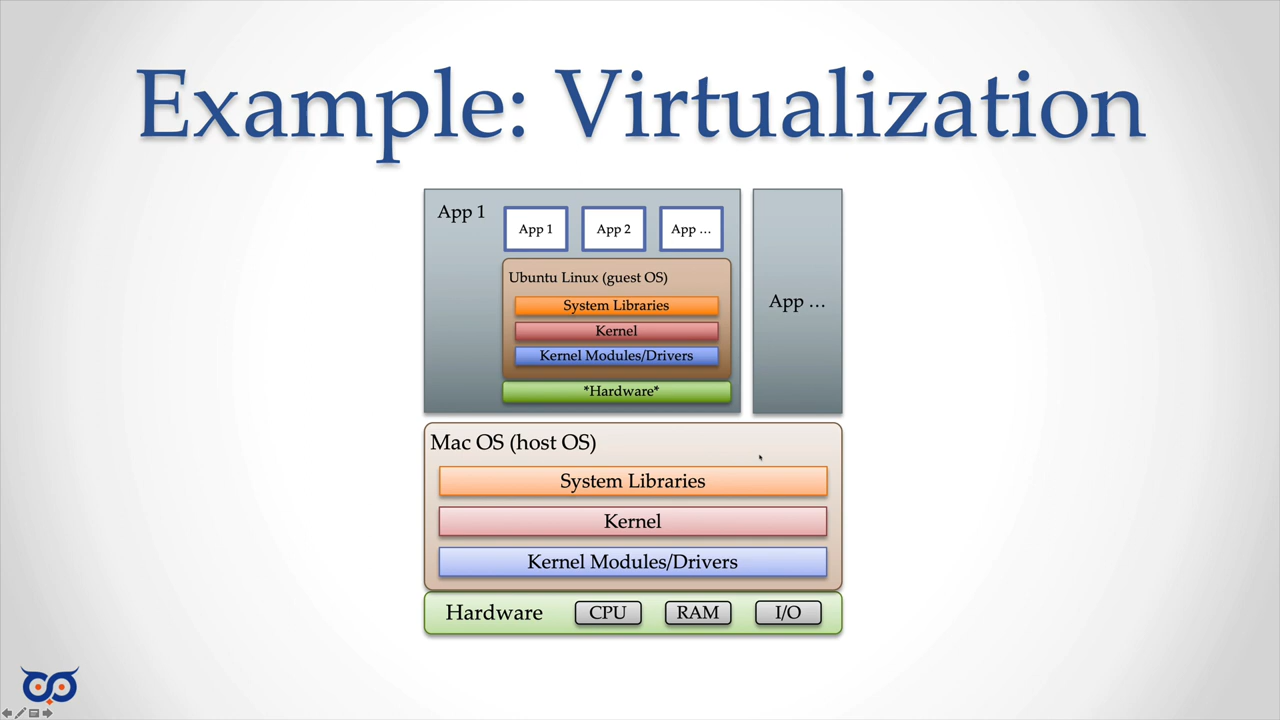 Example: Virtualization
App 1
App 1
App 2
App ...
Ubuntu Linux (guest OS)
System Libraries
Kernel
Kernel Modules/Drivers
*Hardware*
App ...
Mac OS (host OS)
System Libraries
Kernel
Kernel Modules/Drivers
Hardware
CPU
RAM
I/O